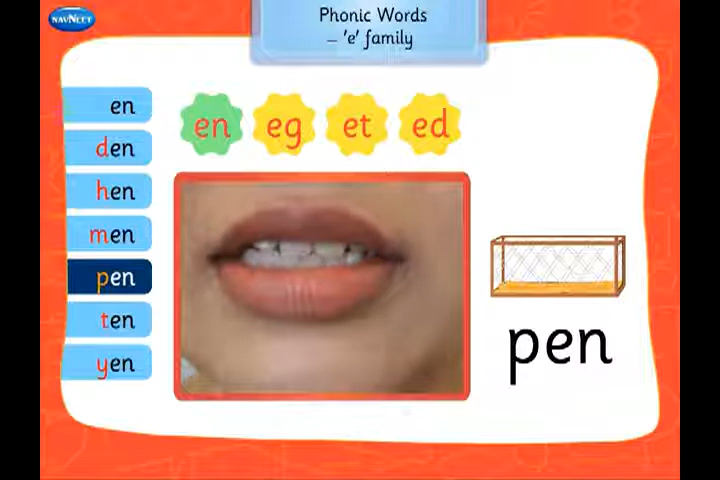 NAVNEET
Phonic Words
– 'e' family
en
den
hen
men
pen
ten
yen
en eg et ed
pen